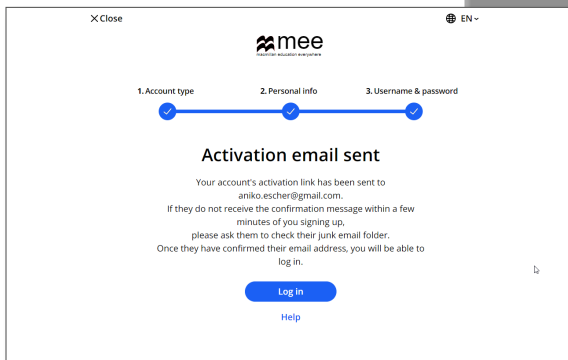 Close
EN
mee
macmillan education everywhere
1. Account type
2. Personal info
3. Username & password
Activation email sent
Your account's activation link has been sent to
aniko.escher@gmail.com.
If they do not receive the confirmation message within a few
minutes of you signing up,
please ask them to check their junk email folder.
Once they have confirmed their email address, you will be able to
log in.
Log in
Help